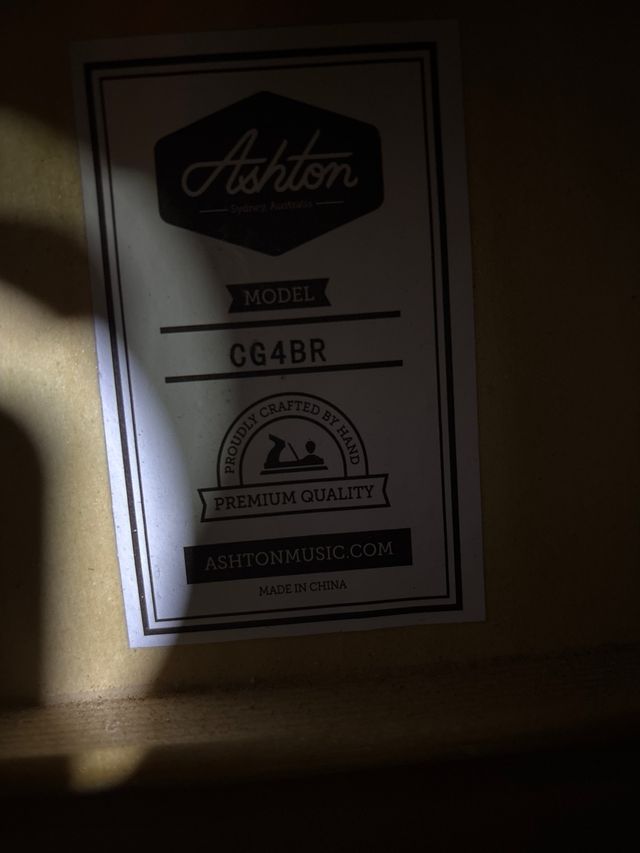 Ashton
Sydney Australia
MODEL
CG4BR
PROUDLY CRAFTED BY HAND
PREMIUM QUALITY
ASHTONMUSIC.COM
MADE IN CHINA